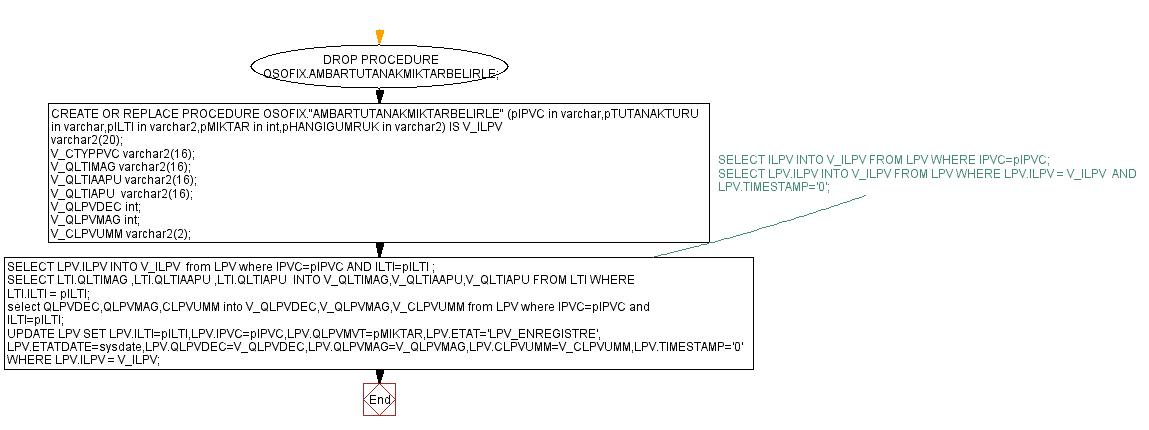 DROP PROCEDURE
OSOFIX.AMBARTUTANAKMIKTARBELIRLE;
CREATE OR REPLACE PROCEDURE OSOFIX."AMBARTUTANAKMIKTARBELIRLE" (pIPVC in varchar,pTUTANAKTURU
in varchar,pILTI in varchar2,pMIKTAR in int,pHANGIGUMRUK in varchar2) IS V_ILPV
varchar2(20);
V_CTYPPVC varchar2(16);
V_QLTIMAG varchar2(16);
V_QLTIAAPU varchar2(16);
V_QLTIAPU  varchar2(16);
V_QLPVDEC int;
V_QLPVMAG int;
V_CLPVUMM varchar2(2);
SELECT ILPV INTO V_ILPV FROM LPV WHERE IPVC=pIPVC;
SELECT LPV.ILPV INTO V_ILPV FROM LPV WHERE LPV.ILPV = V_ILPV  AND
LPV.TIMESTAMP='0';
SELECT LPV.ILPV INTO V_ILPV  from LPV where IPVC=pIPVC AND ILTI=pILTI ;
SELECT LTI.QLTIMAG ,LTI.QLTIAAPU ,LTI.QLTIAPU  INTO V_QLTIMAG,V_QLTIAAPU,V_QLTIAPU FROM LTI WHERE
LTI.ILTI = pILTI;
select QLPVDEC,QLPVMAG,CLPVUMM into V_QLPVDEC,V_QLPVMAG,V_CLPVUMM from LPV where IPVC=pIPVC and
ILTI=pILTI;
UPDATE LPV SET LPV.ILTI=pILTI,LPV.IPVC=pIPVC,LPV.QLPVMVT=pMIKTAR,LPV.ETAT='LPV_ENREGISTRE',
LPV.ETATDATE=sysdate,LPV.QLPVDEC=V_QLPVDEC,LPV.QLPVMAG=V_QLPVMAG,LPV.CLPVUMM=V_CLPVUMM,LPV.TIMESTAMP='0'
WHERE LPV.ILPV = V_ILPV;
End